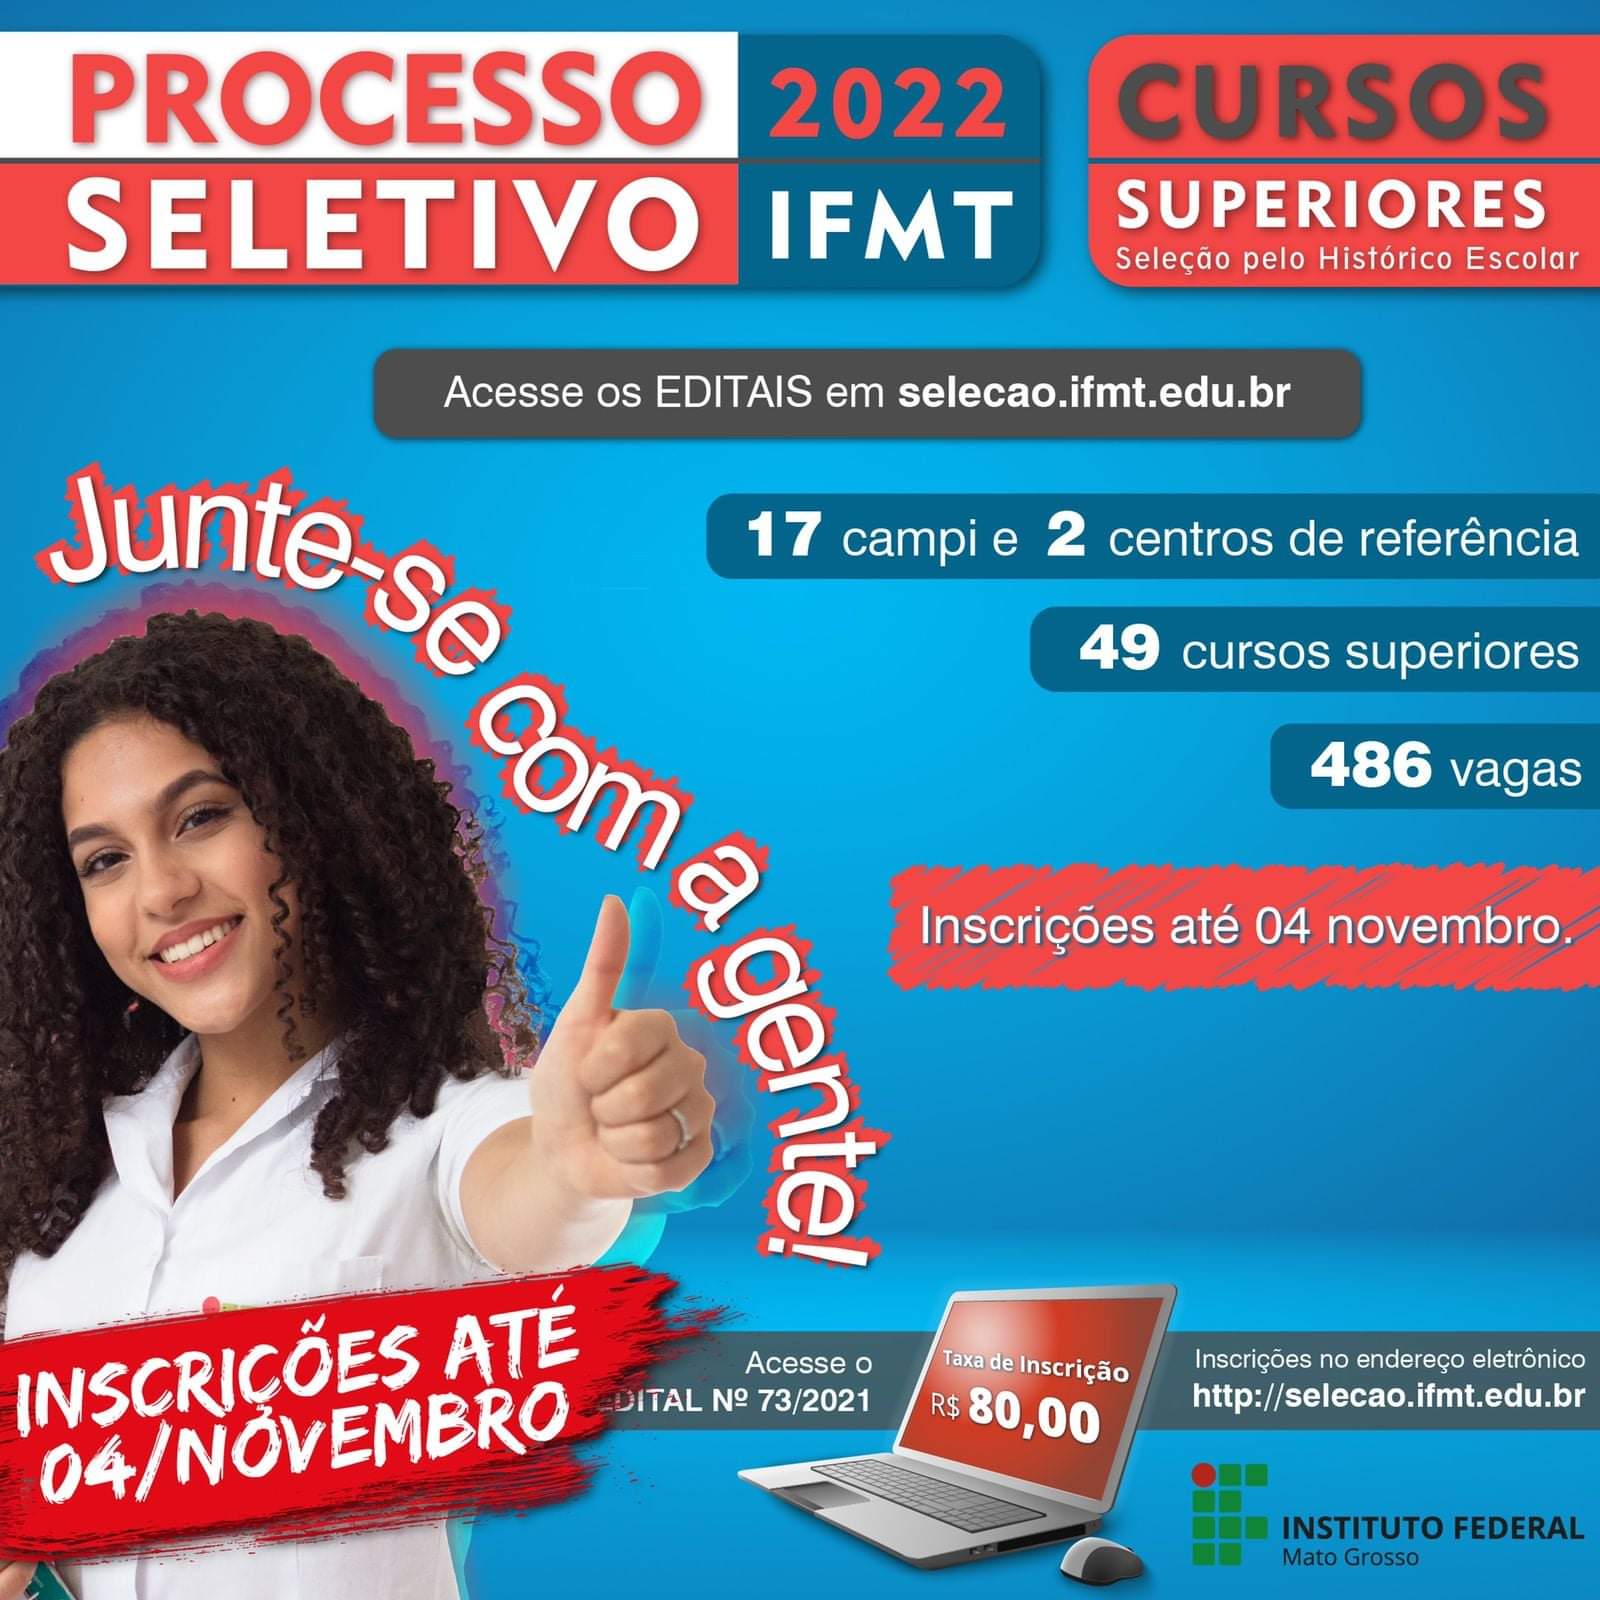 PROCESSO
SELETIVO
2022
IFMT
CURSOS
SUPERIORES
Seleção pelo Histórico Escolar
Acesse os EDITAIS em selecao.ifmt.edu.br
Junte-se com a gente!
17 campi e 2 centros de referência
49 cursos superiores
486 vagas
Inscrições até 04 novembro.
INSCRIÇÕES ATÉ
04/NOVEMBRO
Acesse o
EDITAL Nº 73/2021
Taxa de Inscrição
R$ 80,00
Inscrições no endereço eletrônico
http://selecao.ifmt.edu.br
INSTITUTO FEDERAL
Mato Grosso